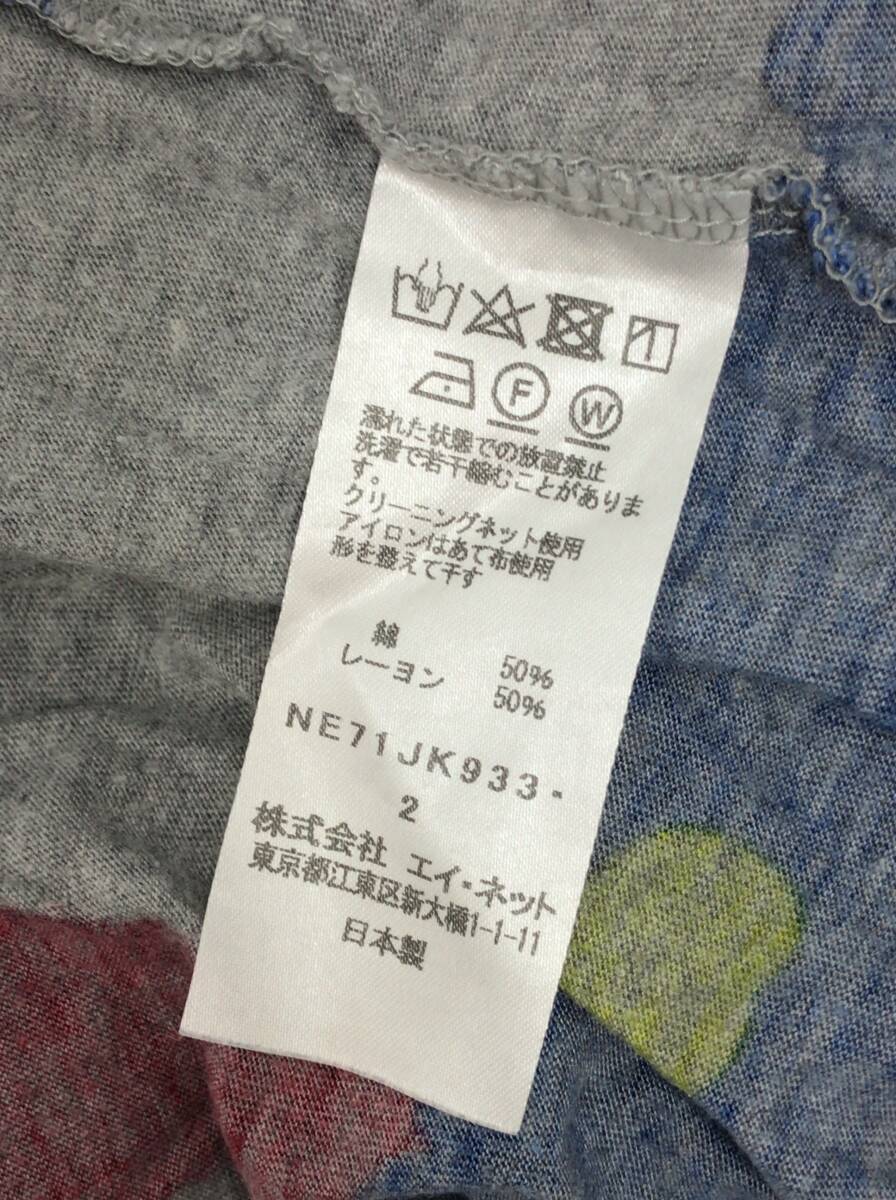 F W
濡れた状態での放置禁止
洗濯で若干縮むことがありま
す。
クリーニングネット使用
アイロンはあて布使用
形を整えて干す
綿 50%
レーヨン 50%
NE71JK933-
2
株式会社 エイ・ネット
東京都江東区新大橋1-1-11
日本製